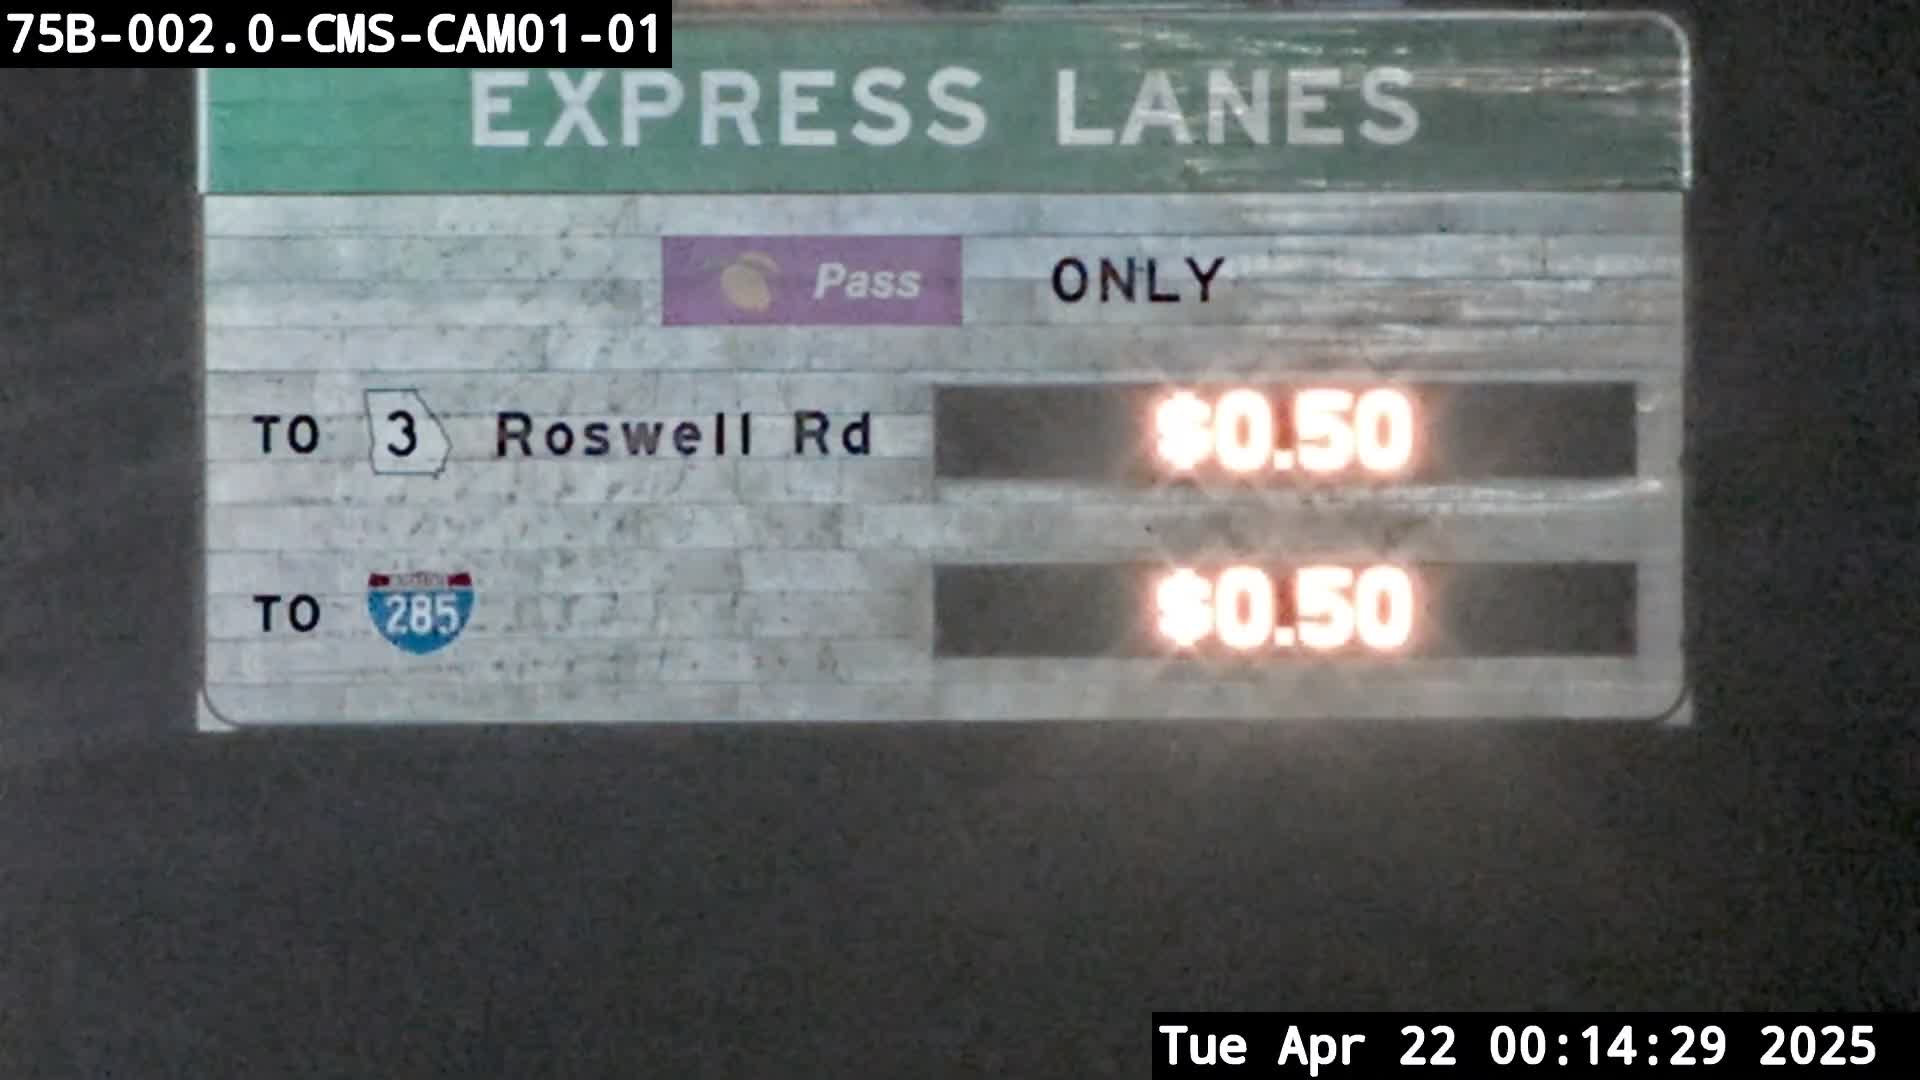 75B-002.0-CMS-CAM01-01
EXPRESS LANES
Pass ONLY
TO 3 Roswell Rd $0.50
TO 285 $0.50
Tue Apr 22 00:14:29 2025